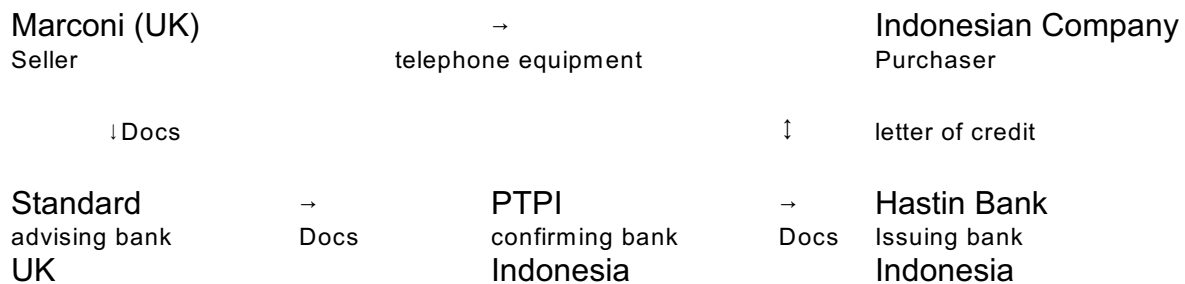 Marconi (UK) → Indonesian Company
Seller telephone equipment Purchaser
↓Docs ↕ letter of credit
Standard → PTPI → Hastin Bank
advising bank Docs confirming bank Docs Issuing bank
UK Indonesia Indonesia